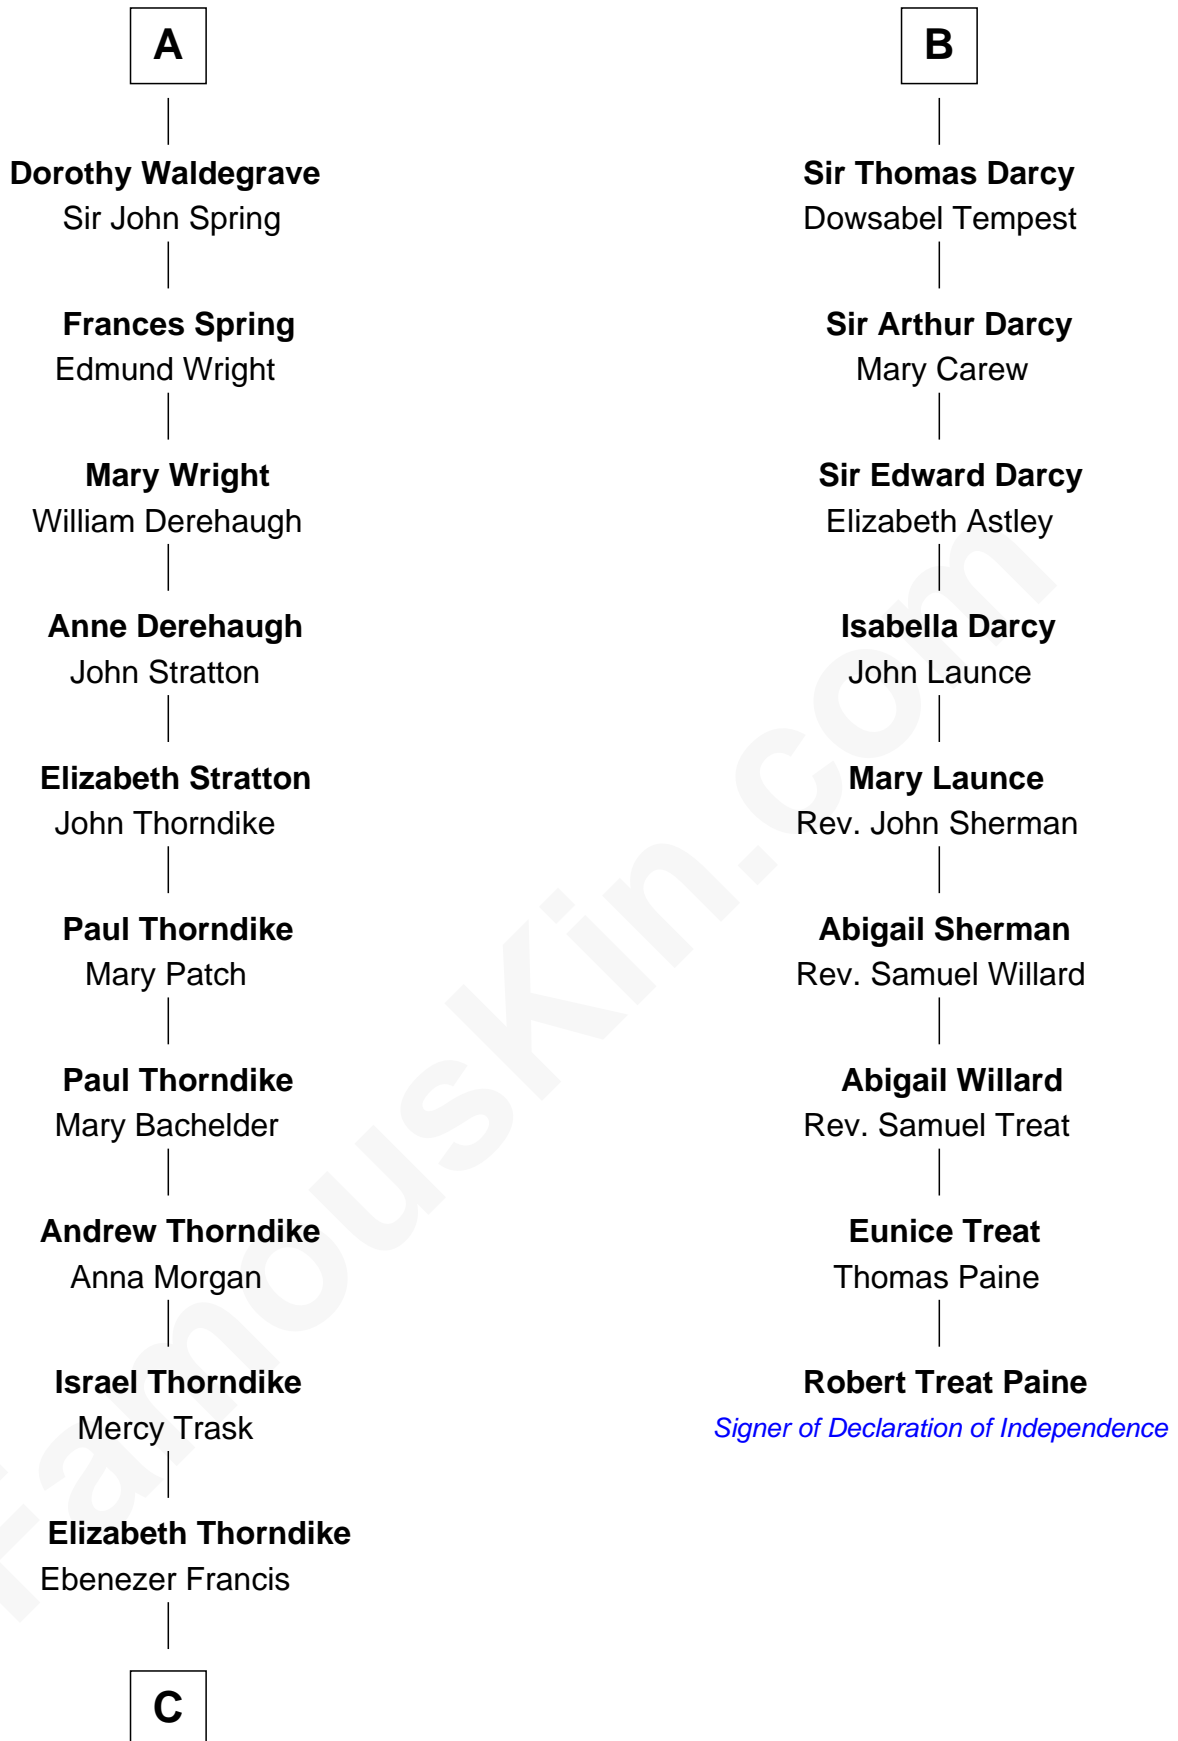 A
Dorothy Waldegrave
Sir John Spring
Frances Spring
Edmund Wright
Mary Wright
William Derehaugh
Anne Derehaugh
John Stratton
Elizabeth Stratton
John Thorndike
Paul Thorndike
Mary Patch
Paul Thorndike
Mary Bachelder
Andrew Thorndike
Anna Morgan
Israel Thorndike
Mercy Trask
Elizabeth Thorndike
Ebenezer Francis
C
B
Sir Thomas Darcy
Dowsabel Tempest
Sir Arthur Darcy
Mary Carew
Sir Edward Darcy
Elizabeth Astley
Isabella Darcy
John Launce
Mary Launce
Rev. John Sherman
Abigail Sherman
Rev. Samuel Willard
Abigail Willard
Rev. Samuel Treat
Eunice Treat
Thomas Paine
Robert Treat Paine
Signer of Declaration of Independence
FamousKin.com